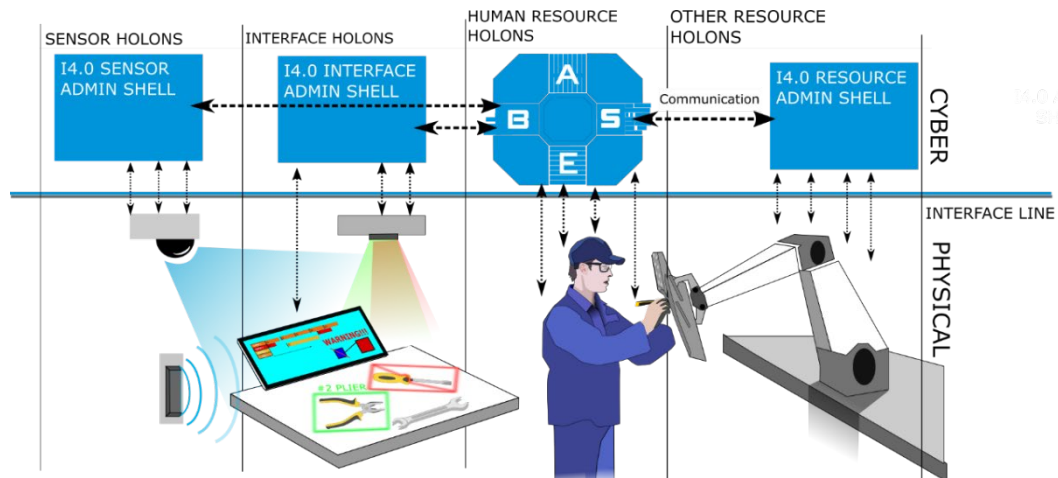 SENSOR HOLONS
INTERFACE HOLONS
HUMAN RESOURCE
HOLONS
OTHER RESOURCE
HOLONS
I4.0 SENSOR
ADMIN SHELL
I4.0 INTERFACE
ADMIN SHELL
A
B
S
E
Communication
I4.0 RESOURCE
ADMIN SHELL
CYBER
INTERFACE LINE
PHYSICAL
WARNING!!!
#2 PLIER